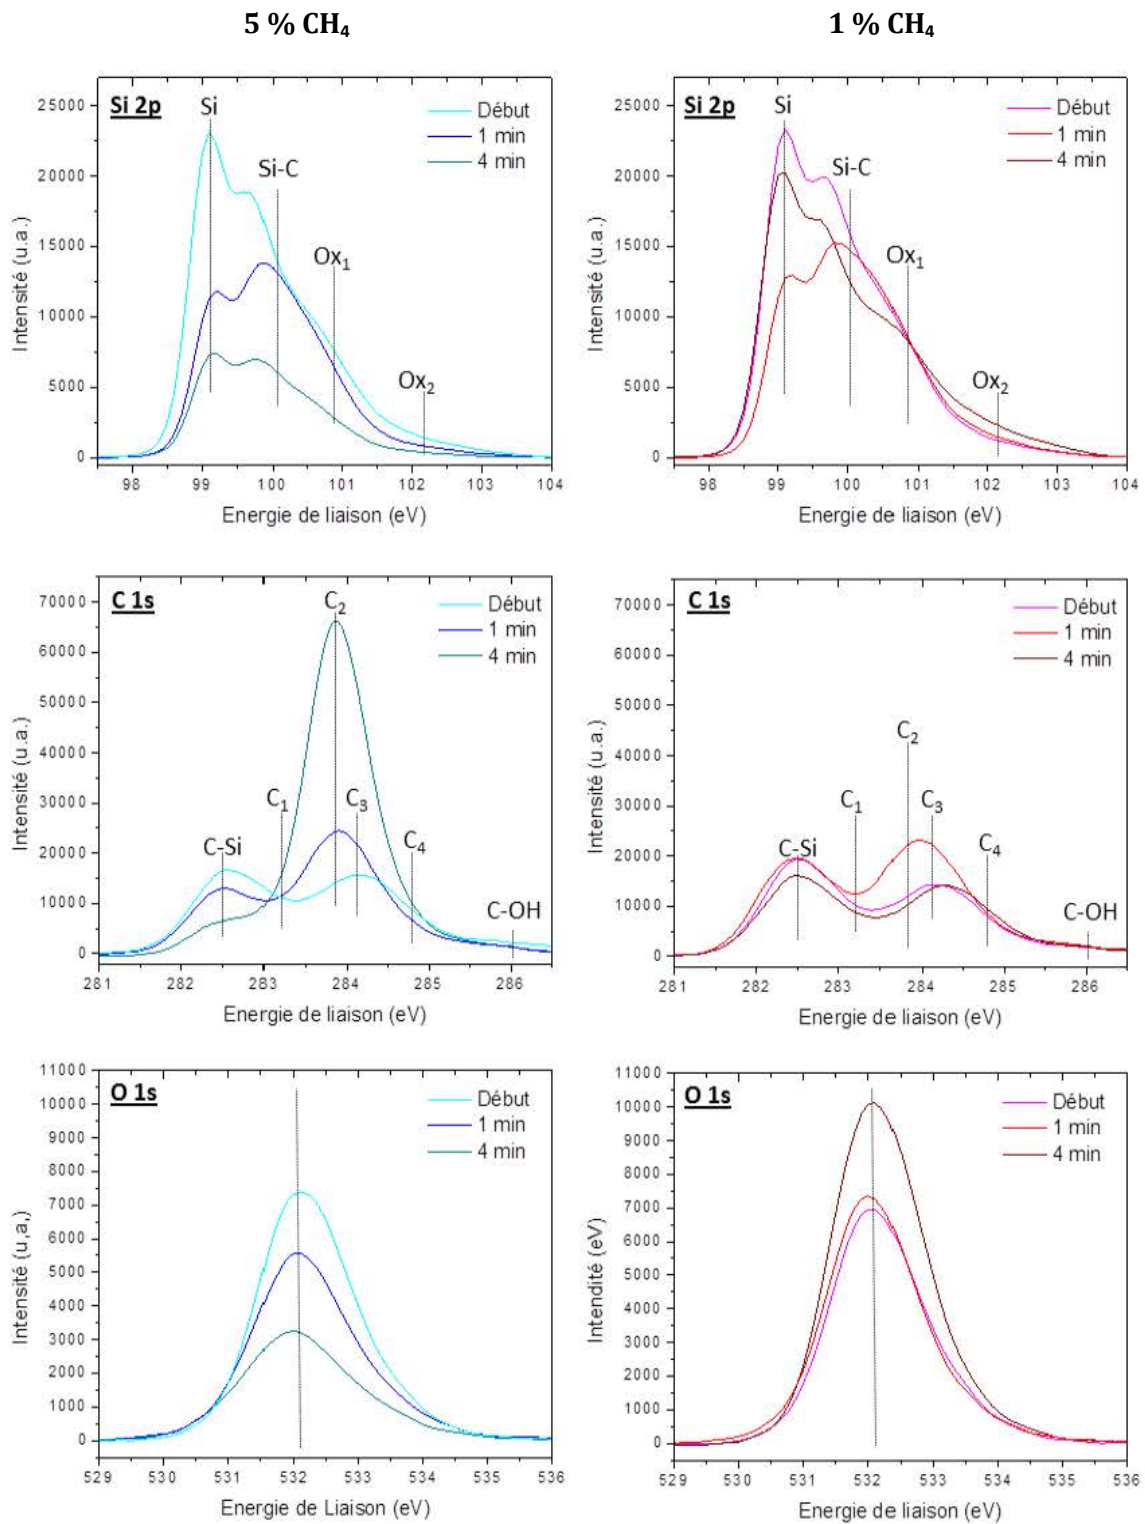 5 % CH₄
1 % CH₄
Si 2p
Si
Si-C
Ox₁
Ox₂
Début
1 min
4 min
25000
20000
15000
10000
5000
0
Intensité (u.a.)
98 99 100 101 102 103 104
Energie de liaison (eV)
Si 2p
Si
Si-C
Ox₁
Ox₂
Début
1 min
4 min
25000
20000
15000
10000
5000
0
Intensité (u.a.)
98 99 100 101 102 103 104
Energie de liaison (eV)
C 1s
C-Si
C₁
C₂
C₃
C₄
C-OH
Début
1 min
4 min
70000
60000
50000
40000
30000
20000
10000
0
Intensité (u.a.)
281 282 283 284 285 286
Energie de liaison (eV)
C 1s
C-Si
C₁
C₂
C₃
C₄
C-OH
Début
1 min
4 min
70000
60000
50000
40000
30000
20000
10000
0
Intensité (u.a.)
281 282 283 284 285 286
Energie de liaison (eV)
O 1s
Début
1 min
4 min
11000
10000
9000
8000
7000
6000
5000
4000
3000
2000
1000
0
Intensité (u,a,)
529 530 531 532 533 534 535 536
Energie de Liaison (eV)
O 1s
Début
1 min
4 min
11000
10000
9000
8000
7000
6000
5000
4000
3000
2000
1000
0
Intendité (eV)
529 530 531 532 533 534 535 536
Energie de liaison (eV)